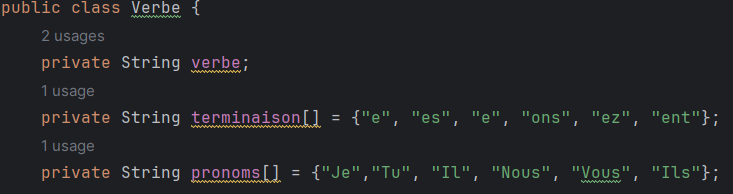 public class Verbe {
2 usages
private String verbe;
1 usage
private String terminaison[] = {"e", "es", "e", "ons", "ez", "ent"};
1 usage
private String pronoms[] = {"Je","Tu", "Il", "Nous", "Vous", "Ils"};